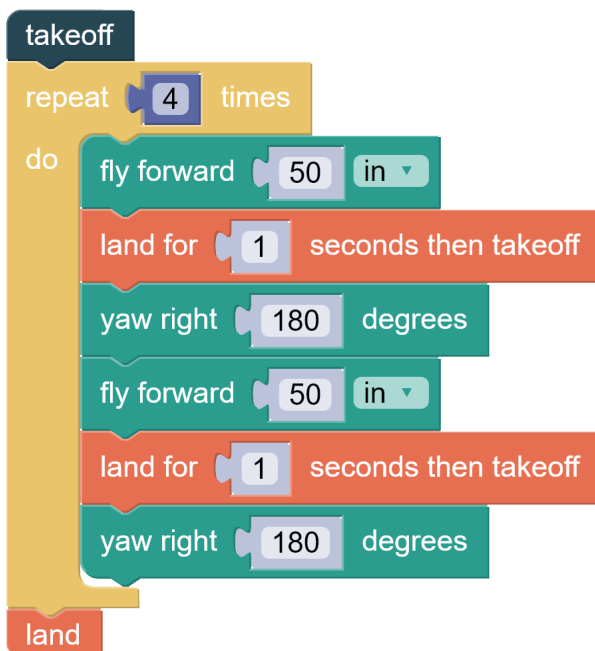 takeoff
repeat 4 times
do
fly forward 50 in
land for 1 seconds then takeoff
yaw right 180 degrees
fly forward 50 in
land for 1 seconds then takeoff
yaw right 180 degrees
land